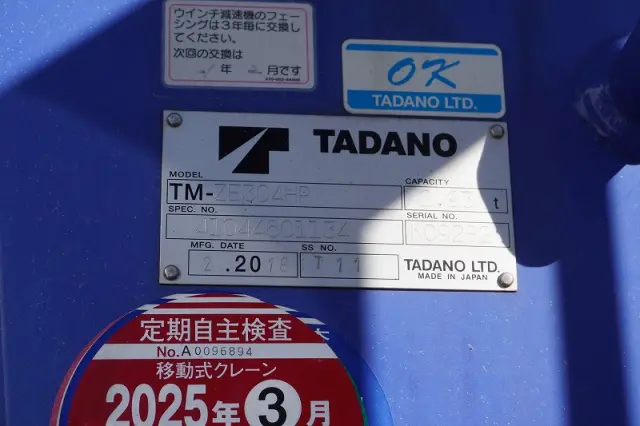 ウインチ減速機のフェー
シングは3年毎に交換し
てください。
次回の交換は
年 月です
OK
TADANO LTD.
TADANO
MODEL
TM-ZE304HP
CAPACITY
t
SPEC. NO.
41044601134
SERIAL NO.
MFG. DATE
2.2018
SS NO.
T11
TADANO LTD.
MADE IN JAPAN
定期自主検査
No.A0096894
移動式クレーン
2025年3月